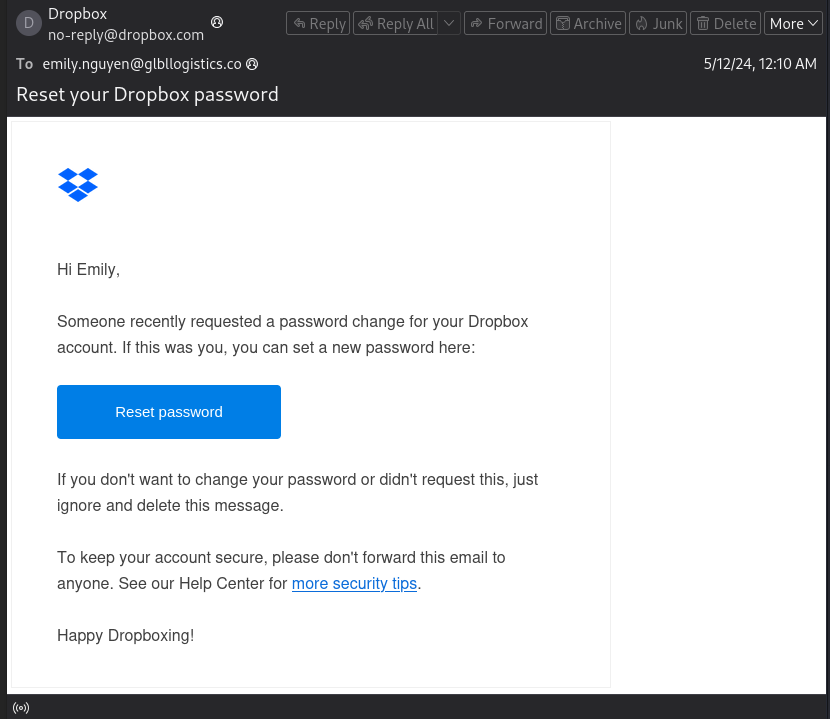 D
Dropbox
no-reply@dropbox.com
Reply
Reply All
Forward
Archive
Junk
Delete
More
To emily.nguyen@glbllogistics.co
5/12/24, 12:10 AM
Reset your Dropbox password
Hi Emily,
Someone recently requested a password change for your Dropbox
account. If this was you, you can set a new password here:
Reset password
If you don't want to change your password or didn't request this, just
ignore and delete this message.
To keep your account secure, please don't forward this email to
anyone. See our Help Center for more security tips.
Happy Dropboxing!